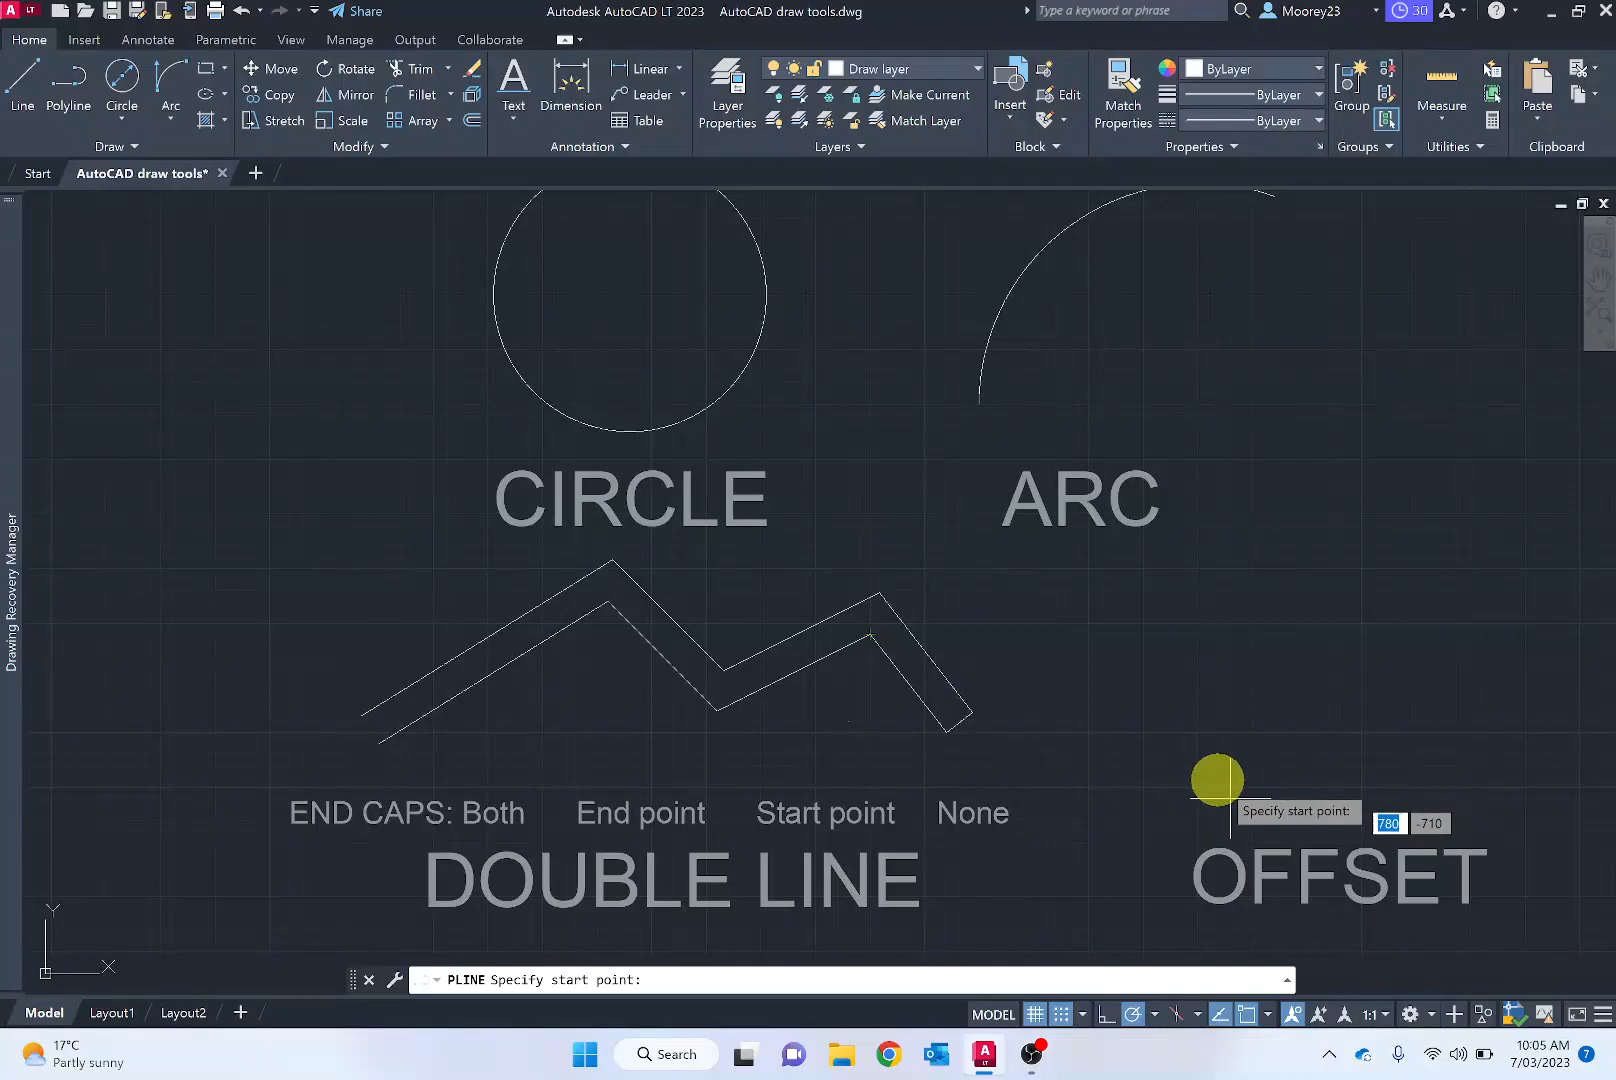 LT
Share
Autodesk AutoCAD LT 2023 AutoCAD draw tools.dwg
Type a keyword or phrase
Moorey23
30
Home Insert Annotate Parametric View Manage Output Collaborate
Line
Polyline
Circle
Arc
Draw
Move
Rotate
Trim
Copy
Mirror
Fillet
Stretch
Scale
Array
Modify
Text
Dimension
Linear
Leader
Table
Annotation
Layer
Properties
Draw layer
Make Current
Match Layer
Layers
Insert
Edit
Block
Match
Properties
ByLayer
ByLayer
ByLayer
Properties
Group
Groups
Measure
Utilities
Paste
Clipboard
Start
AutoCAD draw tools*
Drawing Recovery Manager
CIRCLE
ARC
END CAPS: Both End point Start point None
DOUBLE LINE
OFFSET
Specify start point:
780
-710
Y
X
PLINE Specify start point:
Model Layout1 Layout2
MODEL
1:1
17°C
Partly sunny
Search
LT
10:05 AM
7/03/2023
7